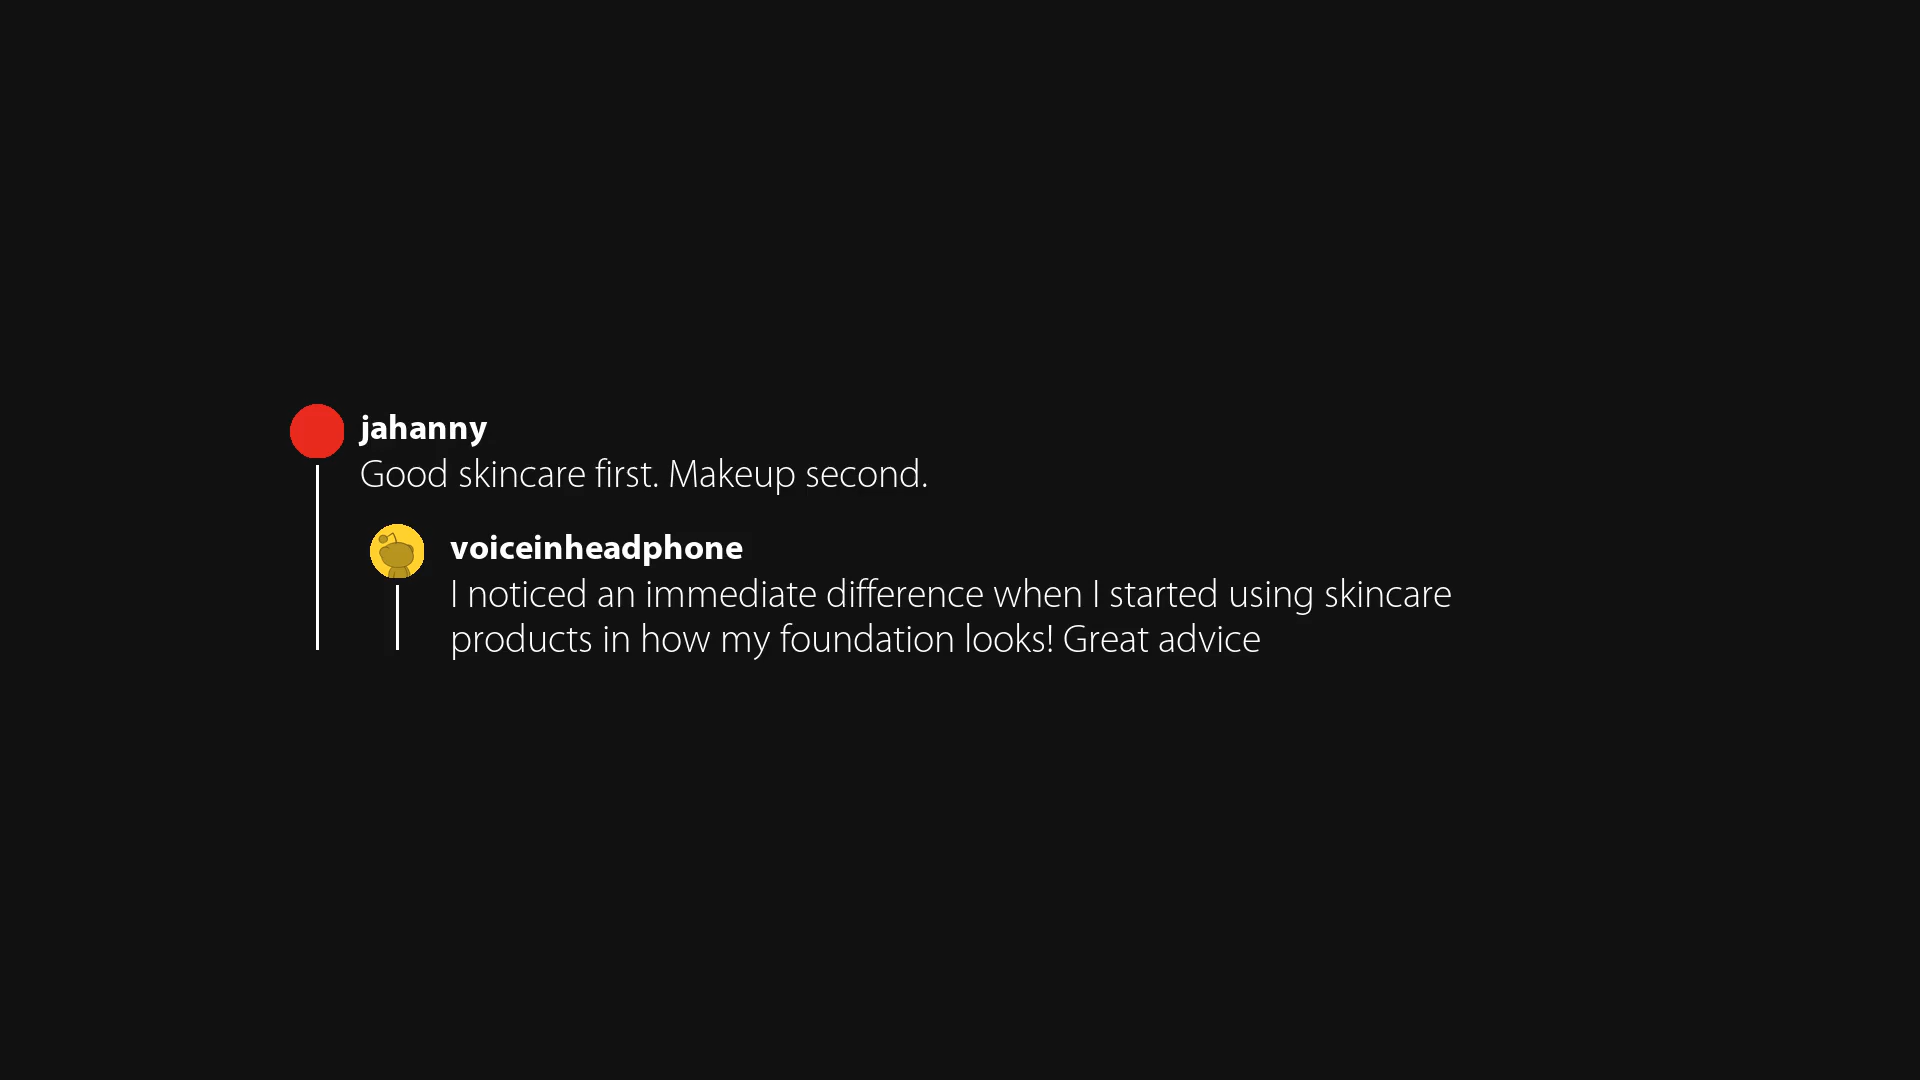 jahanny
Good skincare first. Makeup second.
voiceinheadphone
I noticed an immediate difference when I started using skincare
products in how my foundation looks! Great advice